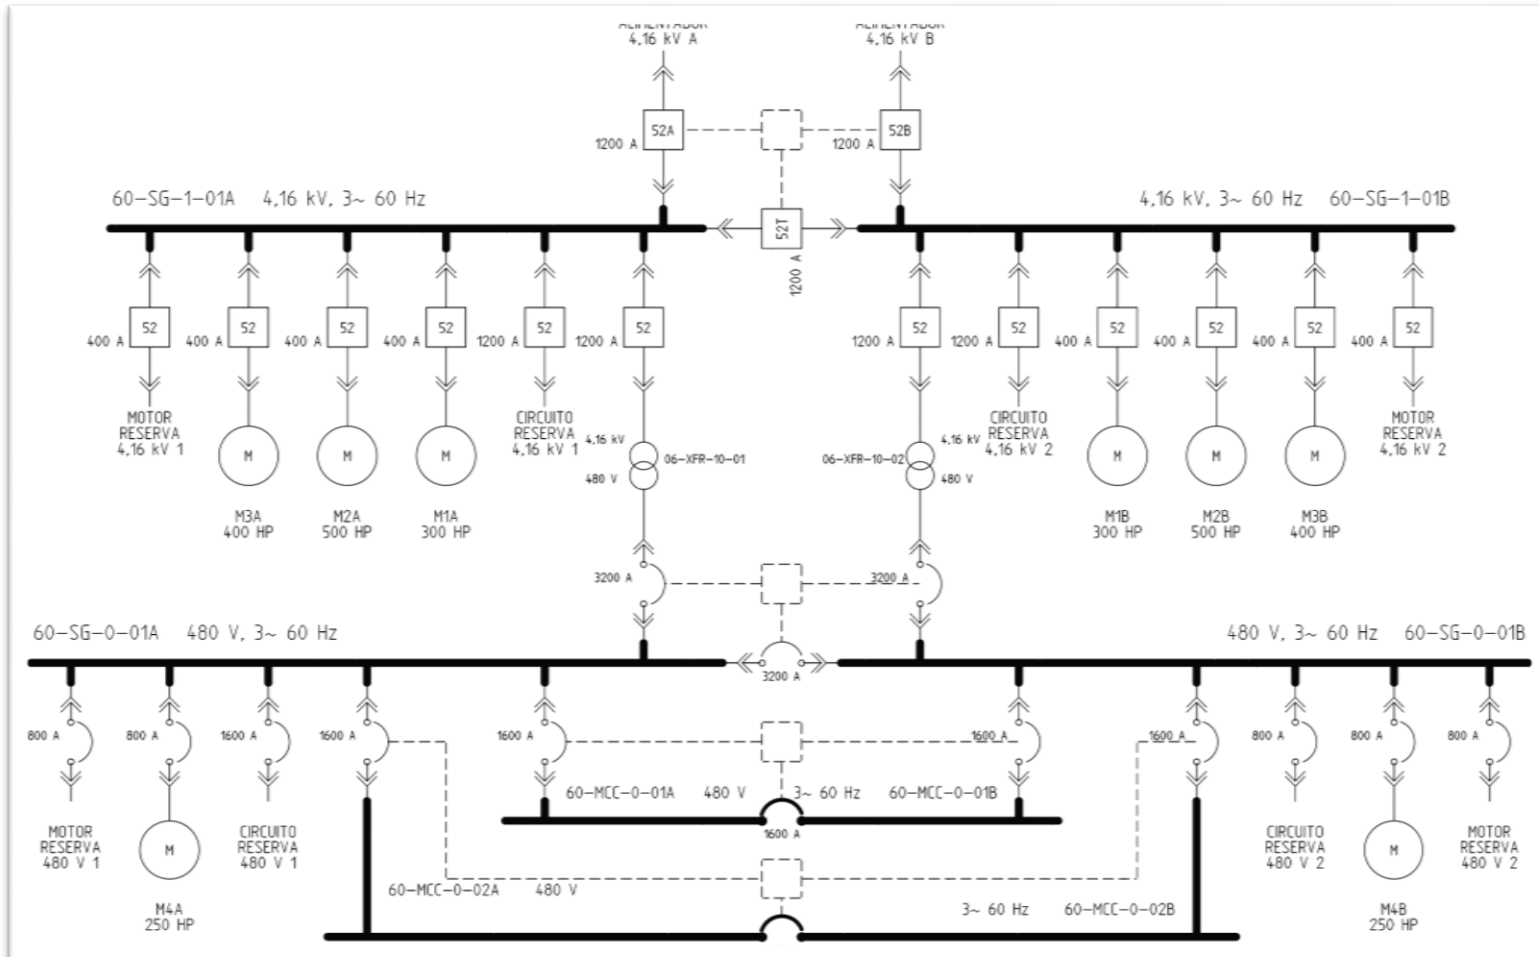 ALIMENTADOR ALIMENTADOR
4,16 kV A 4,16 kV B
52A 52B
1200 A 1200 A
60-SG-1-01A 4,16 kV, 3~ 60 Hz 4,16 kV, 3~ 60 Hz 60-SG-1-01B
52T
1200 A
52 52 52 52 52 52 52 52 52 52 52 52
400 A 400 A 400 A 400 A 1200 A 1200 A 1200 A 1200 A 400 A 400 A 400 A 400 A
MOTOR CIRCUITO CIRCUITO MOTOR
RESERVA RESERVA RESERVA RESERVA
4,16 kV 1 4,16 kV 1 4,16 kV 4,16 kV 4,16 kV 2 4,16 kV 2
M M M 06-XFR-10-01 06-XFR-10-02 M M M
480 V 480 V
M3A M2A M1A M1B M2B M3B
400 HP 500 HP 300 HP 300 HP 500 HP 400 HP
3200 A 3200 A
60-SG-0-01A 480 V, 3~ 60 Hz 480 V, 3~ 60 Hz 60-SG-0-01B
3200 A
800 A 800 A 1600 A 1600 A 1600 A 1600 A 1600 A 800 A 800 A 800 A
60-MCC-0-01A 480 V 3~ 60 Hz 60-MCC-0-01B
1600 A
MOTOR CIRCUITO CIRCUITO MOTOR
RESERVA M RESERVA RESERVA M RESERVA
480 V 1 480 V 1 480 V 2 480 V 2
60-MCC-0-02A 480 V
M4A 3~ 60 Hz 60-MCC-0-02B M4B
250 HP 250 HP